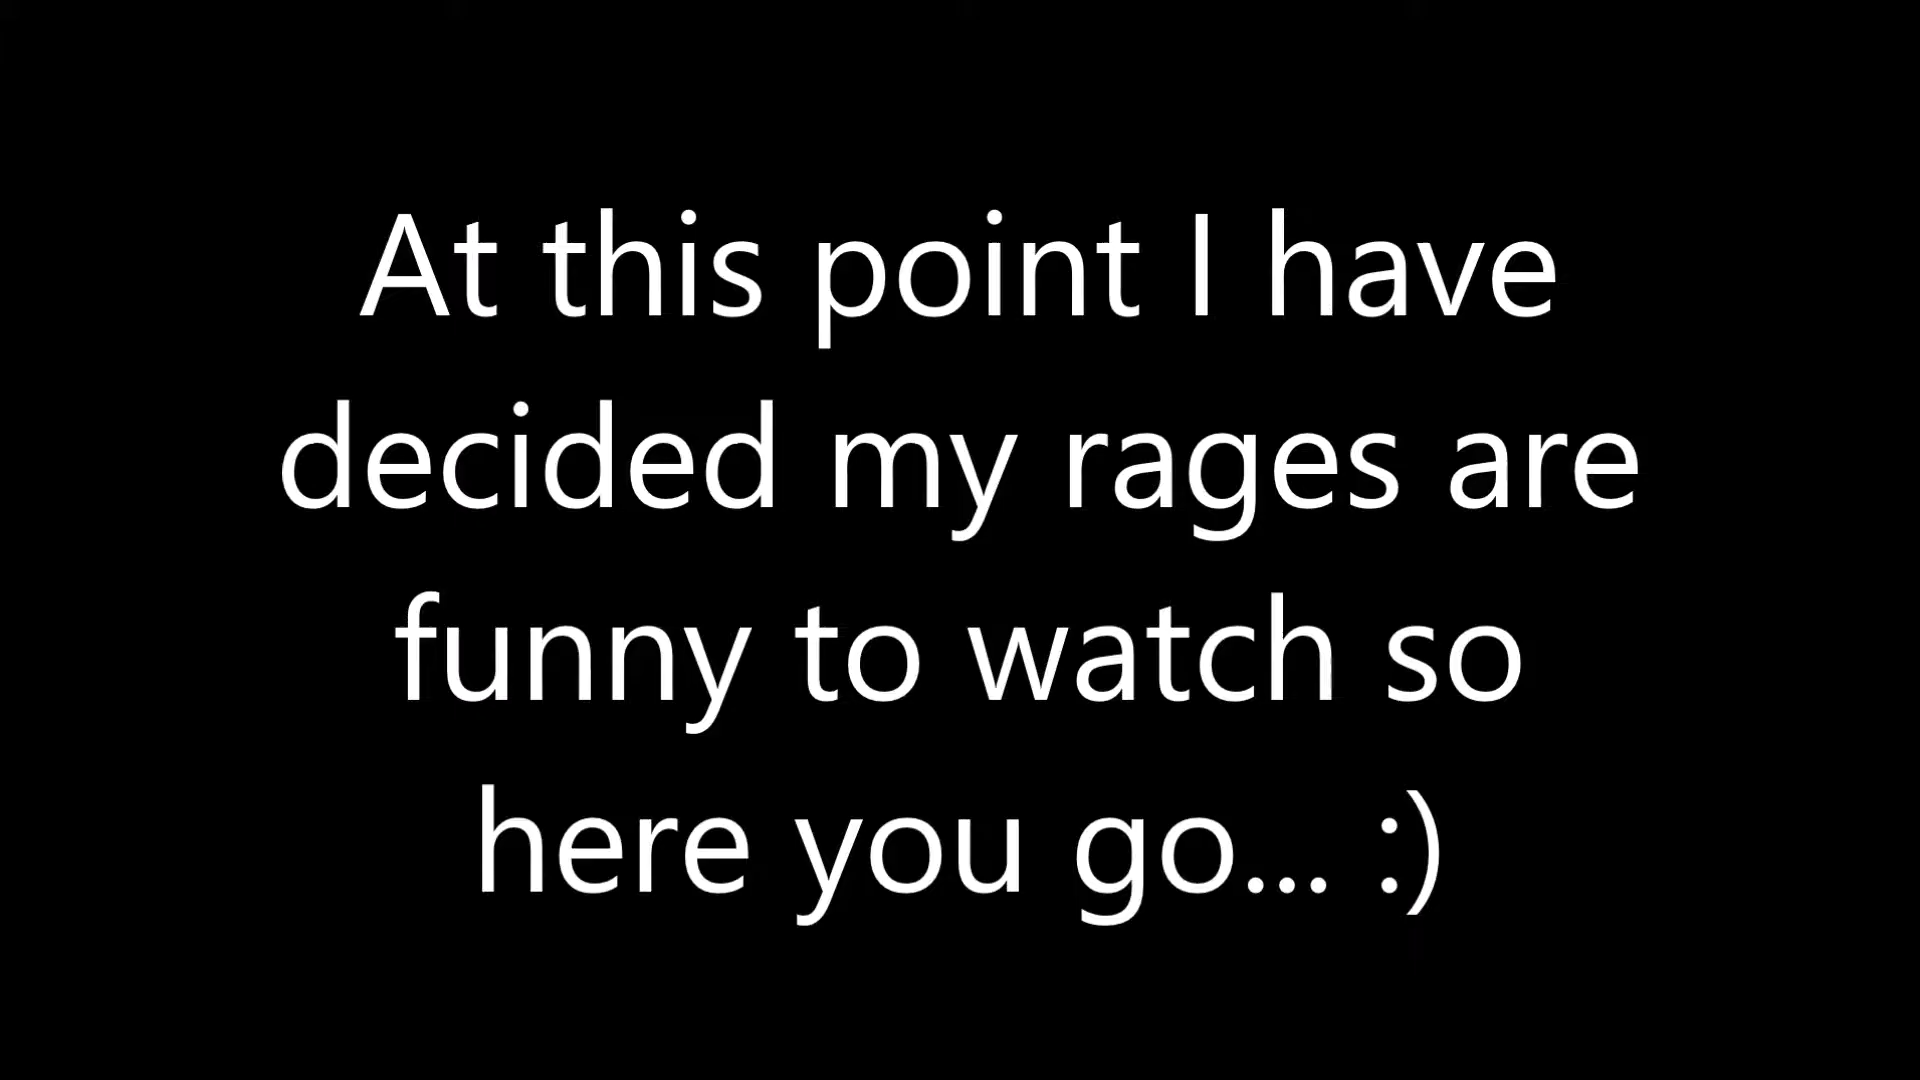 At this point I have
decided my rages are
funny to watch so
here you go... :)